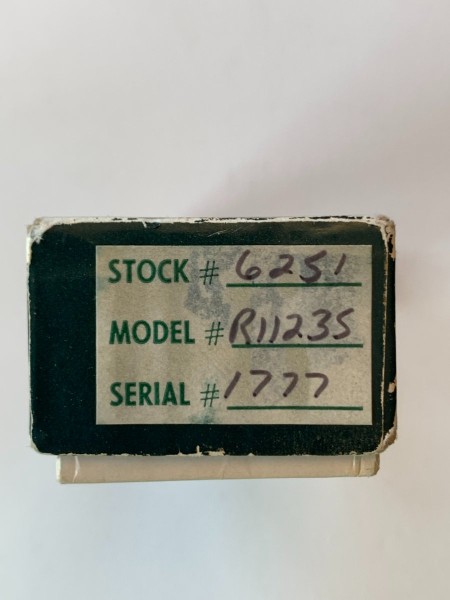 STOCK # 6251
MODEL # R11235
SERIAL # 1777